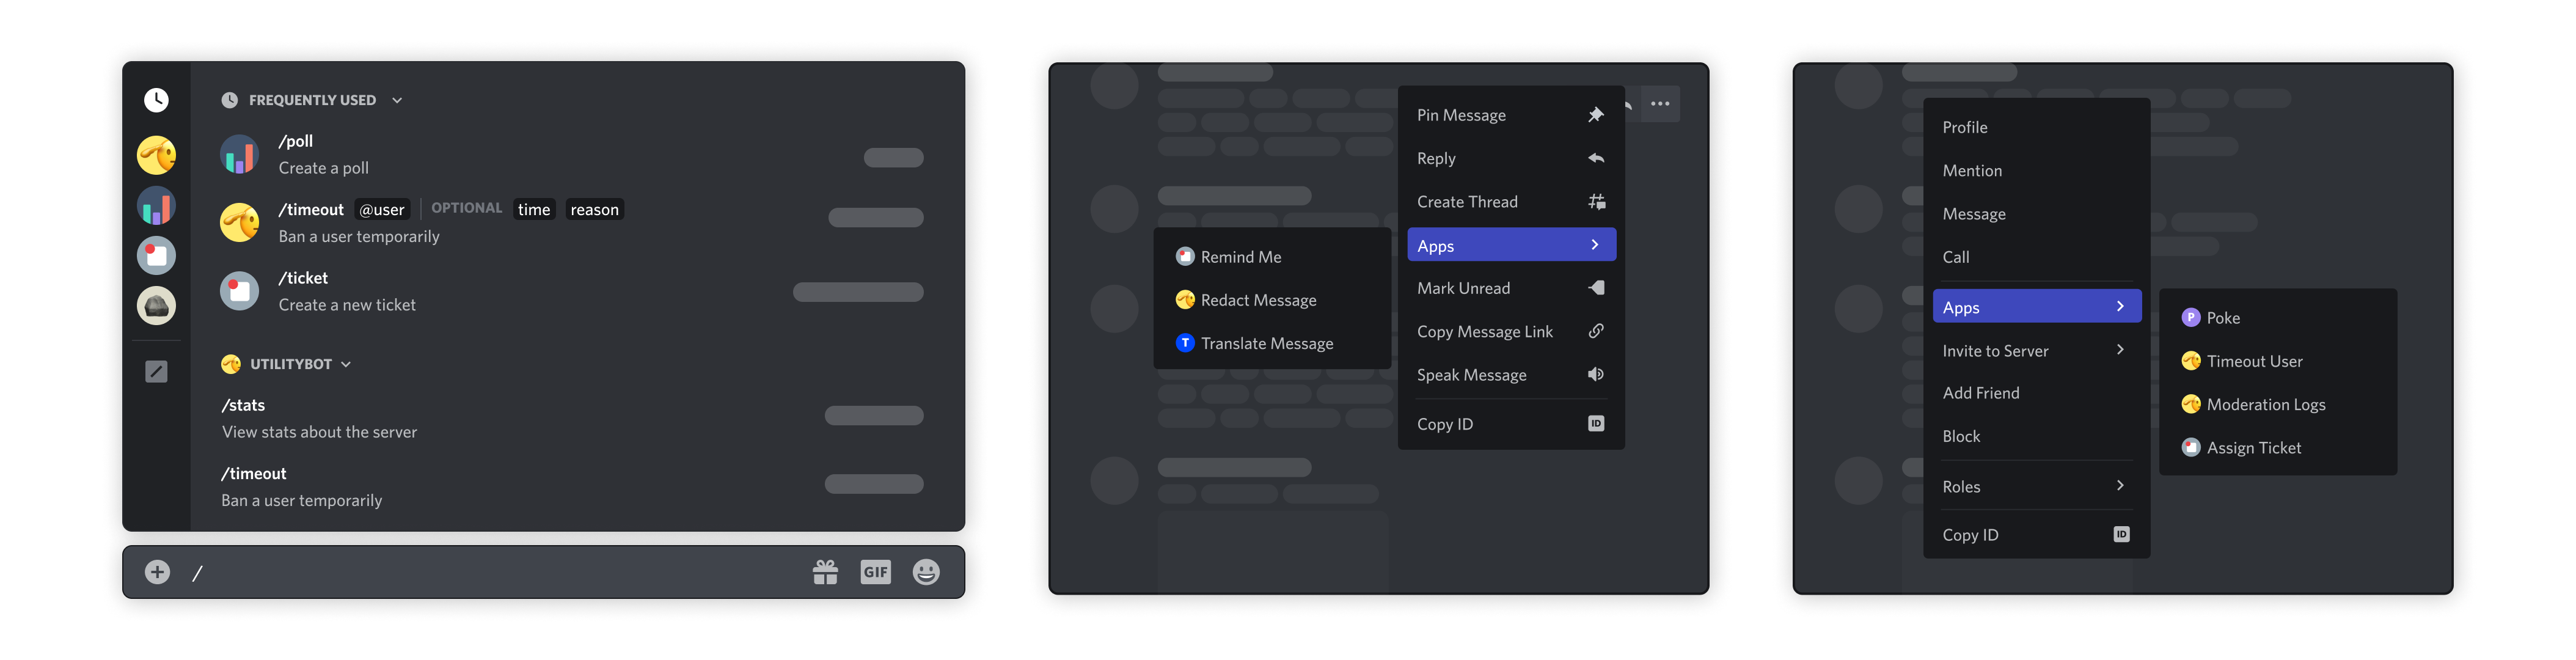 FREQUENTLY USED
/poll
Create a poll
/timeout @user OPTIONAL time reason
Ban a user temporarily
/ticket
Create a new ticket
UTILITYBOT
/stats
View stats about the server
/timeout
Ban a user temporarily
/
GIF
Pin Message
Reply
Create Thread
Apps
Mark Unread
Copy Message Link
Speak Message
Copy ID ID
Remind Me
Redact Message
T Translate Message
Profile
Mention
Message
Call
Apps
Invite to Server
Add Friend
Block
Roles
Copy ID ID
P Poke
Timeout User
Moderation Logs
Assign Ticket